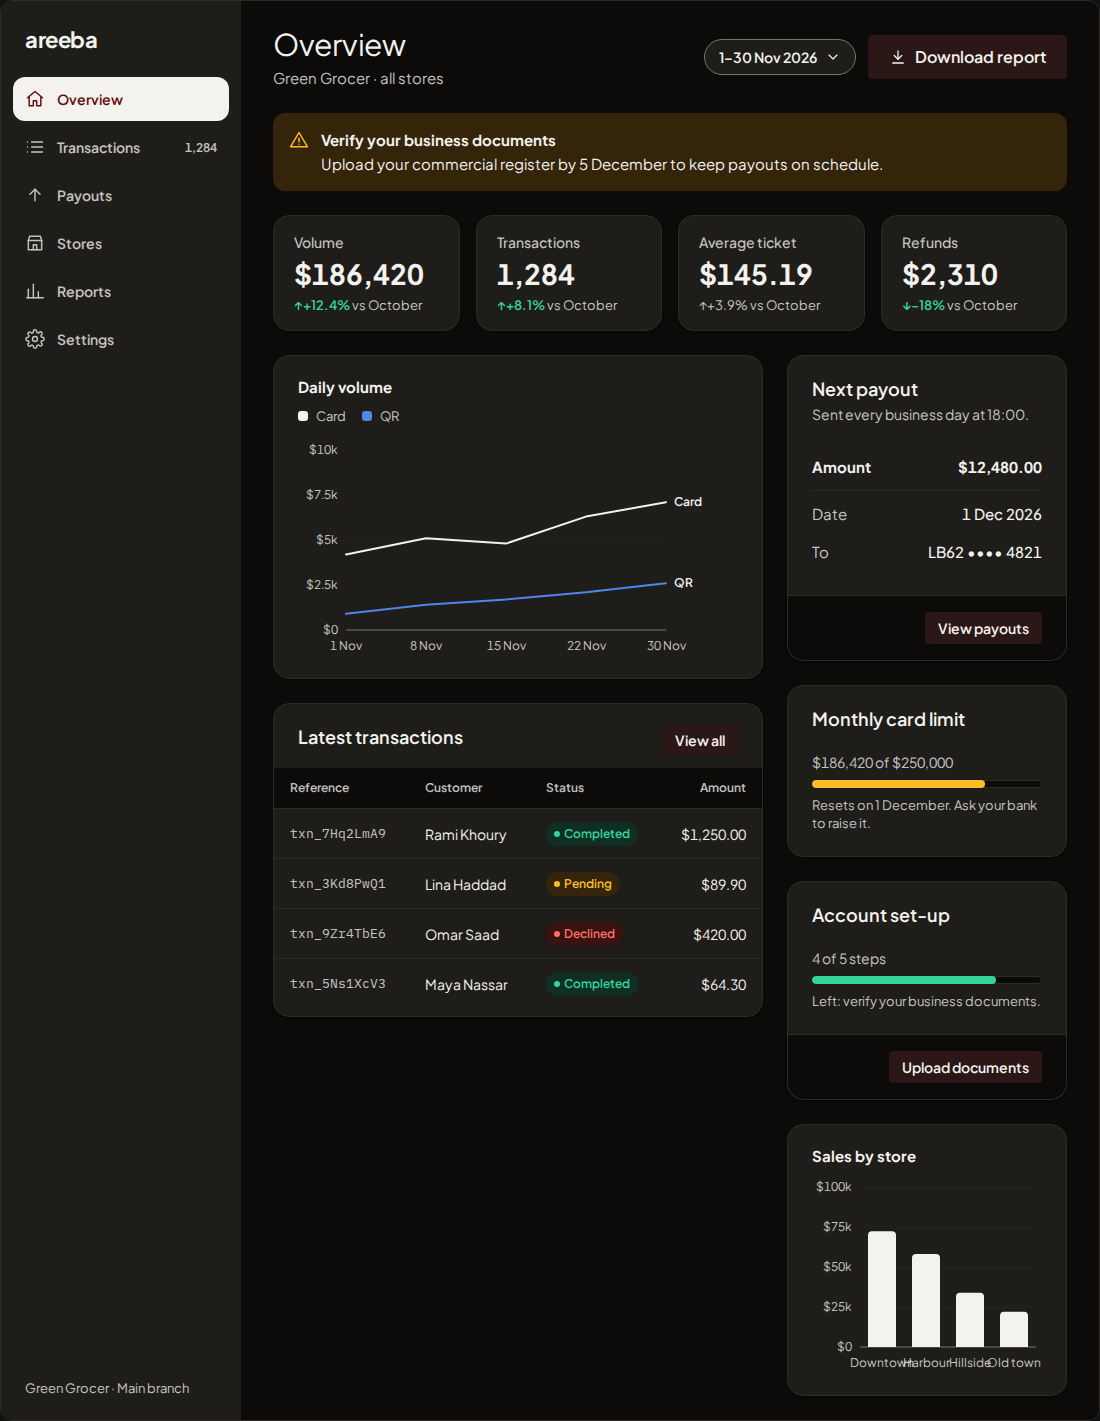 areeba
Overview
Transactions 1,284
Payouts
Stores
Reports
Settings
Green Grocer · Main branch
Overview
Green Grocer · all stores
1–30 Nov 2026
Download report
Verify your business documents
Upload your commercial register by 5 December to keep payouts on schedule.
Volume
$186,420
↑+12.4% vs October
Transactions
1,284
↑+8.1% vs October
Average ticket
$145.19
↑+3.9% vs October
Refunds
$2,310
↓−18% vs October
Daily volume
Card QR
$10k
$7.5k
$5k
$2.5k
$0
Card
QR
1 Nov 8 Nov 15 Nov 22 Nov 30 Nov
Latest transactions
View all
Reference Customer Status Amount
txn_7Hq2LmA9 Rami Khoury Completed $1,250.00
txn_3Kd8PwQ1 Lina Haddad Pending $89.90
txn_9Zr4TbE6 Omar Saad Declined $420.00
txn_5Ns1XcV3 Maya Nassar Completed $64.30
Next payout
Sent every business day at 18:00.
Amount $12,480.00
Date 1 Dec 2026
To LB62 •••• 4821
View payouts
Monthly card limit
$186,420 of $250,000
Resets on 1 December. Ask your bank
to raise it.
Account set-up
4 of 5 steps
Left: verify your business documents.
Upload documents
Sales by store
$100k
$75k
$50k
$25k
$0
Downtown Harbour Hillside Old town